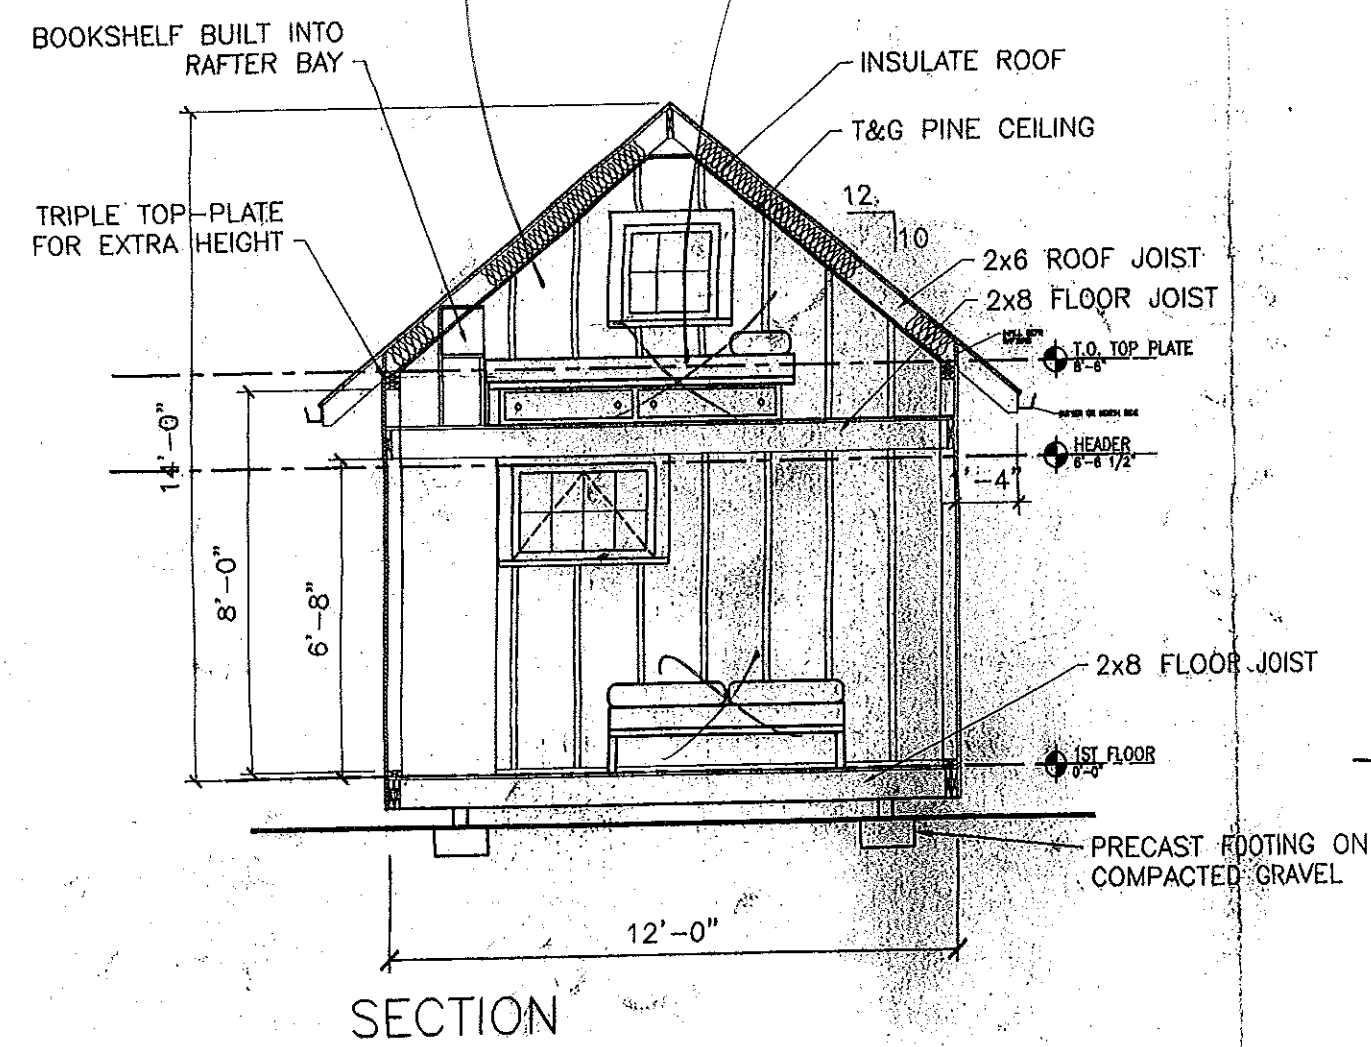 BOOKSHELF BUILT INTO
RAFTER BAY
INSULATE ROOF
T&G PINE CEILING
TRIPLE TOP-PLATE
FOR EXTRA HEIGHT
12
10
2x6 ROOF JOIST
2x8 FLOOR JOIST
T.O. TOP PLATE
8'-6"
HEADER
6'-6 1/2"
'-4"
14'-0"
8'-0"
6'-8"
2x8 FLOOR JOIST
1ST FLOOR
0'-0"
PRECAST FOOTING ON
COMPACTED GRAVEL
12'-0"
SECTION